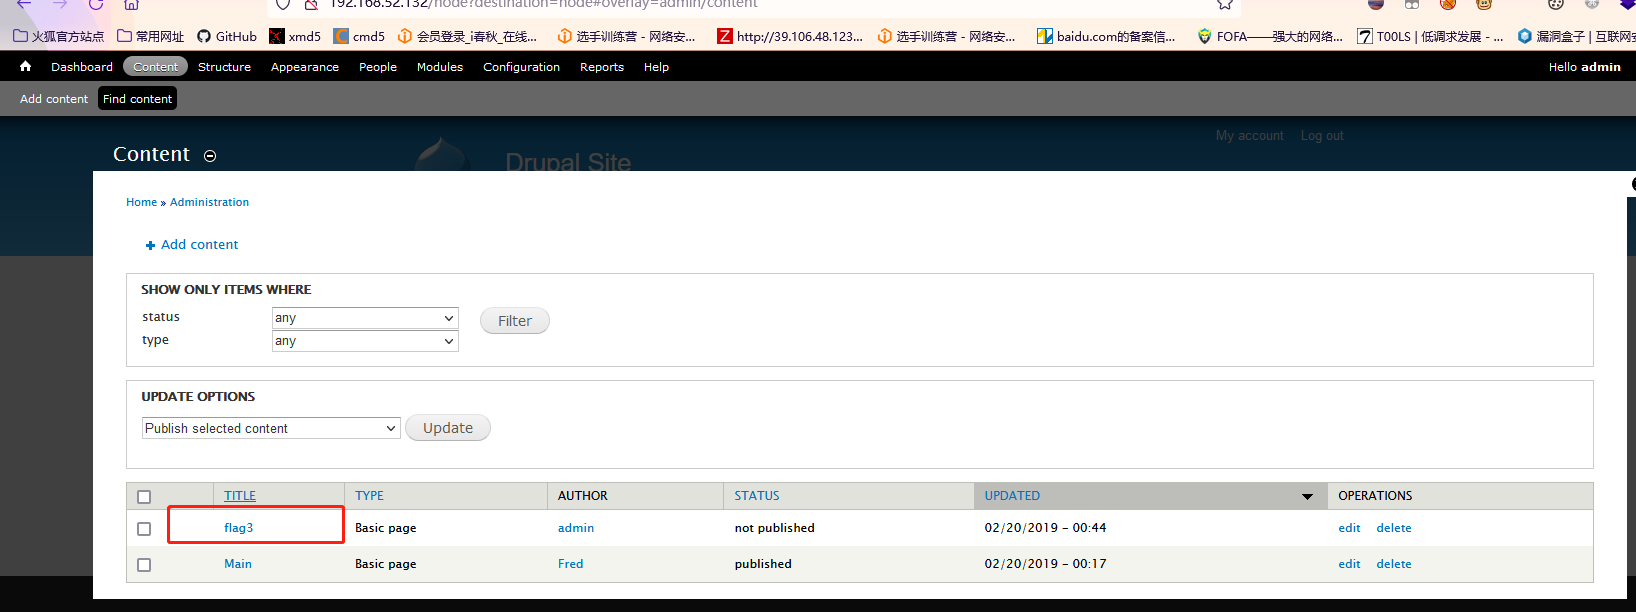 192.168.52.132/node?destination=node#overlay=admin/content
火狐官方站点 常用网址 GitHub xmd5 cmd5 会员登录_i春秋_在线... 选手训练营 - 网络安... http://39.106.48.123... 选手训练营 - 网络安... baidu.com的备案信... FOFA——强大的网络... T00LS | 低调求发展 - ... 漏洞盒子 | 互联网安
Dashboard Content Structure Appearance People Modules Configuration Reports Help Hello admin
Add content Find content
My account Log out
Content Drupal Site
Home » Administration
Add content
SHOW ONLY ITEMS WHERE
status any Filter
type any
UPDATE OPTIONS
Publish selected content Update
TITLE TYPE AUTHOR STATUS UPDATED OPERATIONS
flag3 Basic page admin not published 02/20/2019 - 00:44 edit delete
Main Basic page Fred published 02/20/2019 - 00:17 edit delete